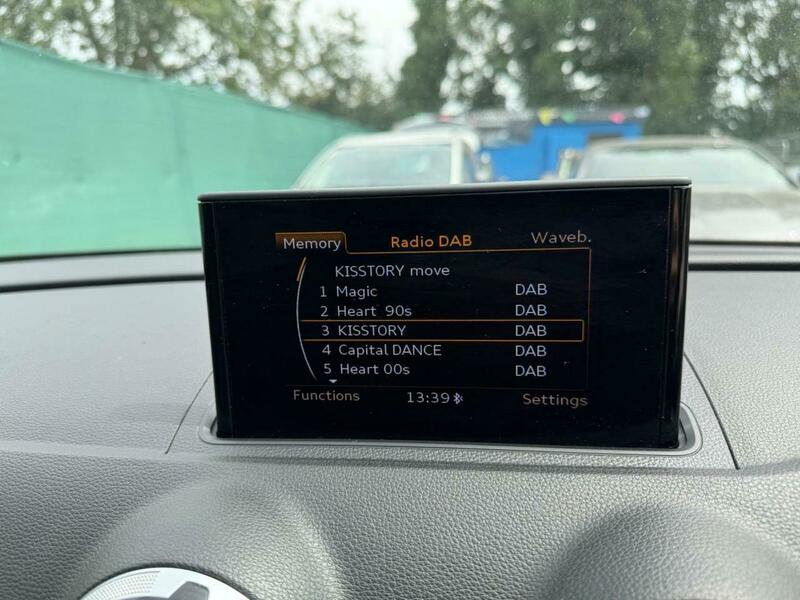 Memory Radio DAB Waveb.
KISSTORY move
1 Magic DAB
2 Heart 90s DAB
3 KISSTORY DAB
4 Capital DANCE DAB
5 Heart 00s DAB
Functions 13:39 Settings